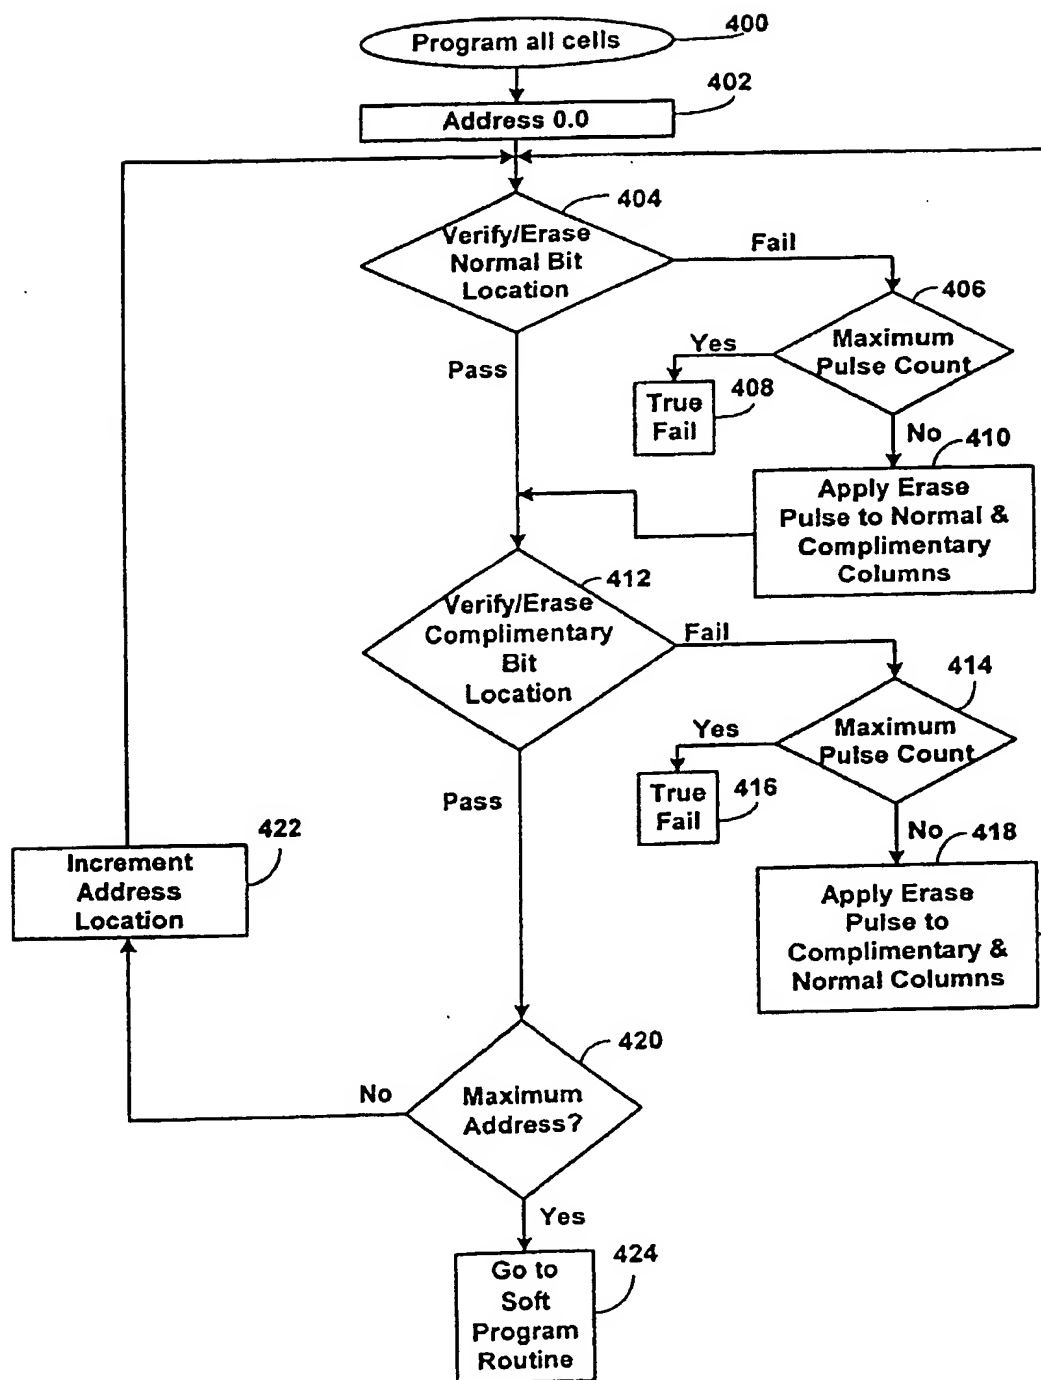 Program all cells
400
402
Address 0.0
404
Verify/Erase
Normal Bit
Location
Fail
406
Maximum
Pulse Count
Yes
Pass
408
True
Fail
No
410
Apply Erase
Pulse to Normal &
Complimentary
Columns
412
Verify/Erase
Complimentary
Bit
Location
Fail
414
Maximum
Pulse Count
Yes
Pass
True
Fail
416
No
418
Apply Erase
Pulse to
Complimentary &
Normal Columns
422
Increment
Address
Location
420
Maximum
Address?
No
Yes
424
Go to
Soft
Program
Routine